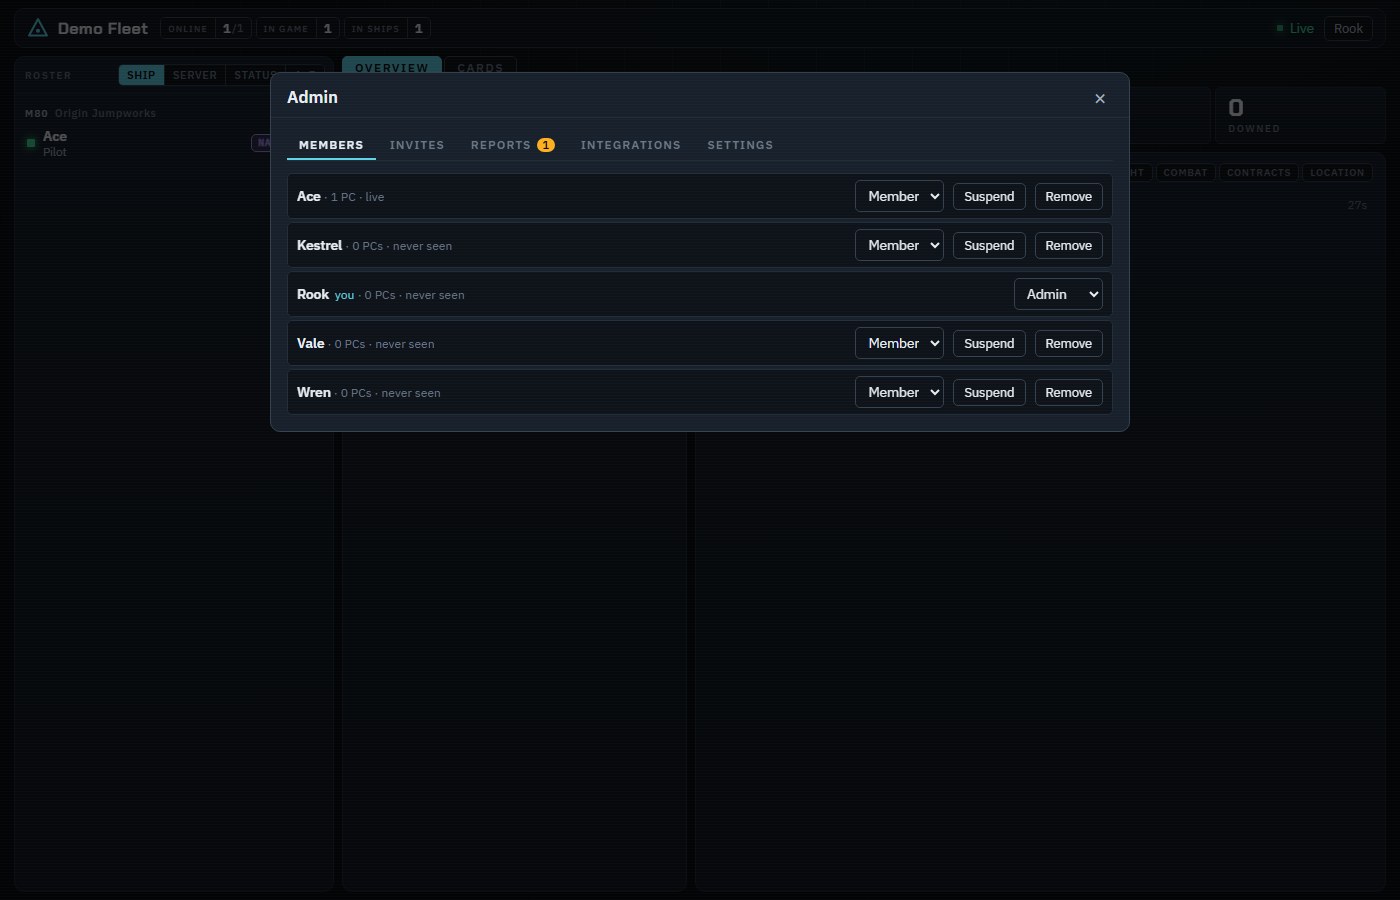 Demo Fleet ONLINE 1/1 IN GAME 1 IN SHIPS 1 Live Rook
ROSTER SHIP SERVER STATUS OVERVIEW CARDS
Admin ×
0
DOWNED
M80 Origin Jumpworks
Ace
Pilot
MEMBERS INVITES REPORTS 1 INTEGRATIONS SETTINGS
COMBAT CONTRACTS LOCATION
27s
Ace · 1 PC · live Member Suspend Remove
Kestrel · 0 PCs · never seen Member Suspend Remove
Rook you · 0 PCs · never seen Admin
Vale · 0 PCs · never seen Member Suspend Remove
Wren · 0 PCs · never seen Member Suspend Remove